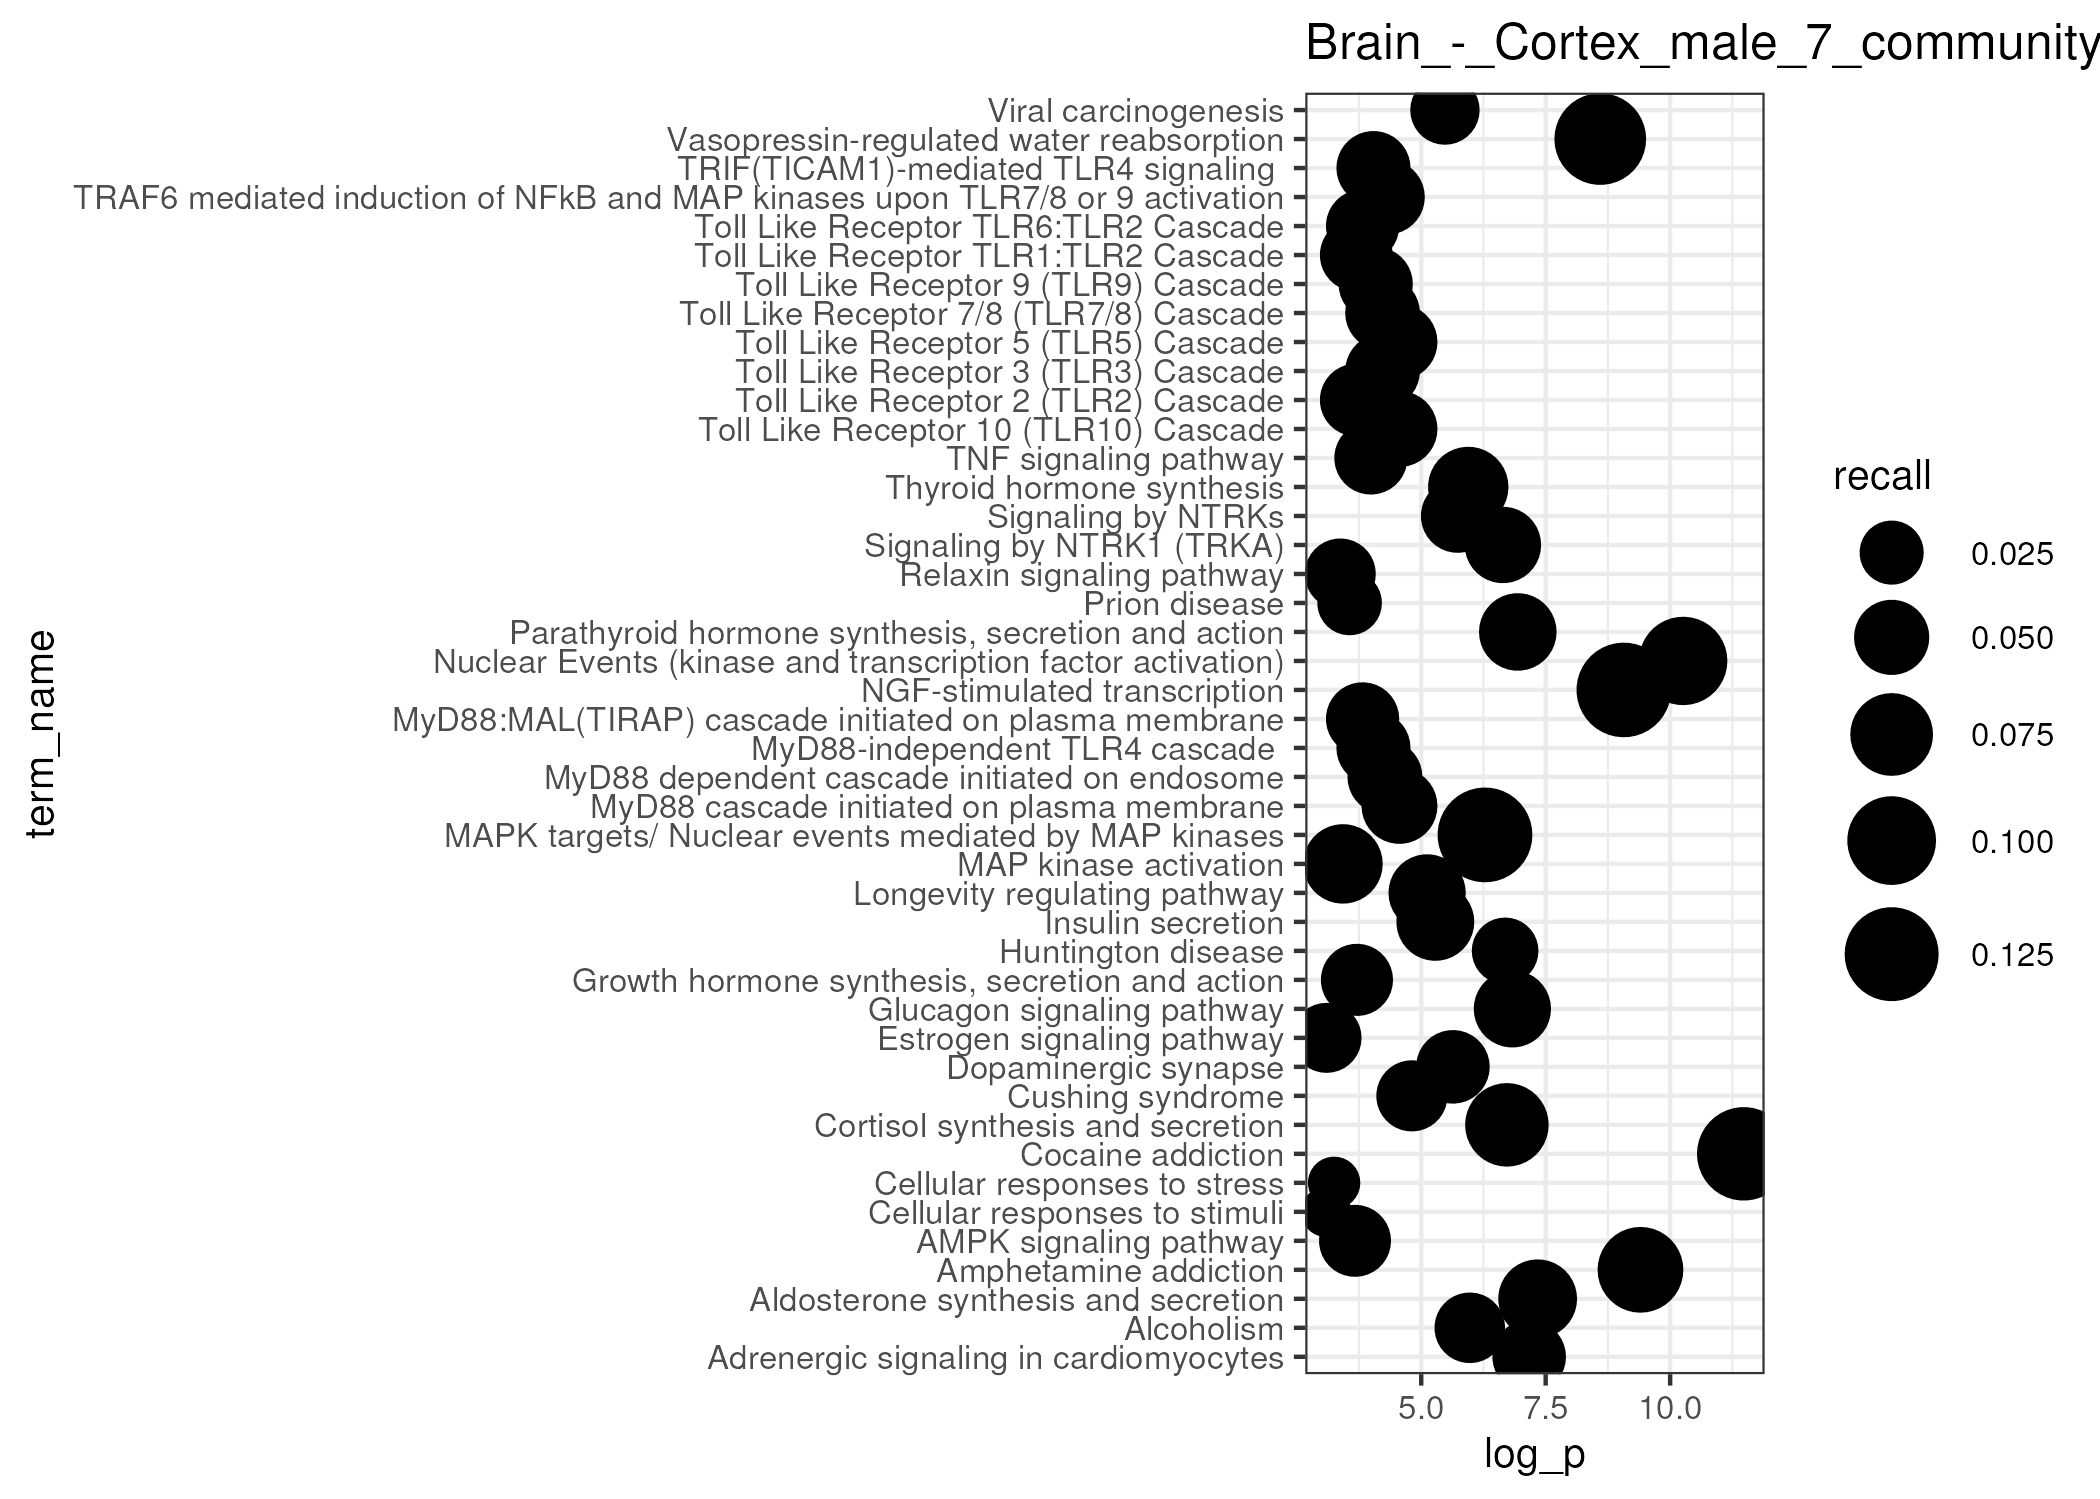 Brain_-_Cortex_male_7_community
Viral carcinogenesis
Vasopressin-regulated water reabsorption
TRIF(TICAM1)-mediated TLR4 signaling
TRAF6 mediated induction of NFkB and MAP kinases upon TLR7/8 or 9 activation
Toll Like Receptor TLR6:TLR2 Cascade
Toll Like Receptor TLR1:TLR2 Cascade
Toll Like Receptor 9 (TLR9) Cascade
Toll Like Receptor 7/8 (TLR7/8) Cascade
Toll Like Receptor 5 (TLR5) Cascade
Toll Like Receptor 3 (TLR3) Cascade
Toll Like Receptor 2 (TLR2) Cascade
Toll Like Receptor 10 (TLR10) Cascade
TNF signaling pathway
Thyroid hormone synthesis
Signaling by NTRKs
Signaling by NTRK1 (TRKA)
Relaxin signaling pathway
Prion disease
Parathyroid hormone synthesis, secretion and action
Nuclear Events (kinase and transcription factor activation)
NGF-stimulated transcription
MyD88:MAL(TIRAP) cascade initiated on plasma membrane
MyD88-independent TLR4 cascade
MyD88 dependent cascade initiated on endosome
MyD88 cascade initiated on plasma membrane
MAPK targets/ Nuclear events mediated by MAP kinases
MAP kinase activation
Longevity regulating pathway
Insulin secretion
Huntington disease
Growth hormone synthesis, secretion and action
Glucagon signaling pathway
Estrogen signaling pathway
Dopaminergic synapse
Cushing syndrome
Cortisol synthesis and secretion
Cocaine addiction
Cellular responses to stress
Cellular responses to stimuli
AMPK signaling pathway
Amphetamine addiction
Aldosterone synthesis and secretion
Alcoholism
Adrenergic signaling in cardiomyocytes
term_name
5.0 7.5 10.0
log_p
recall
0.025
0.050
0.075
0.100
0.125